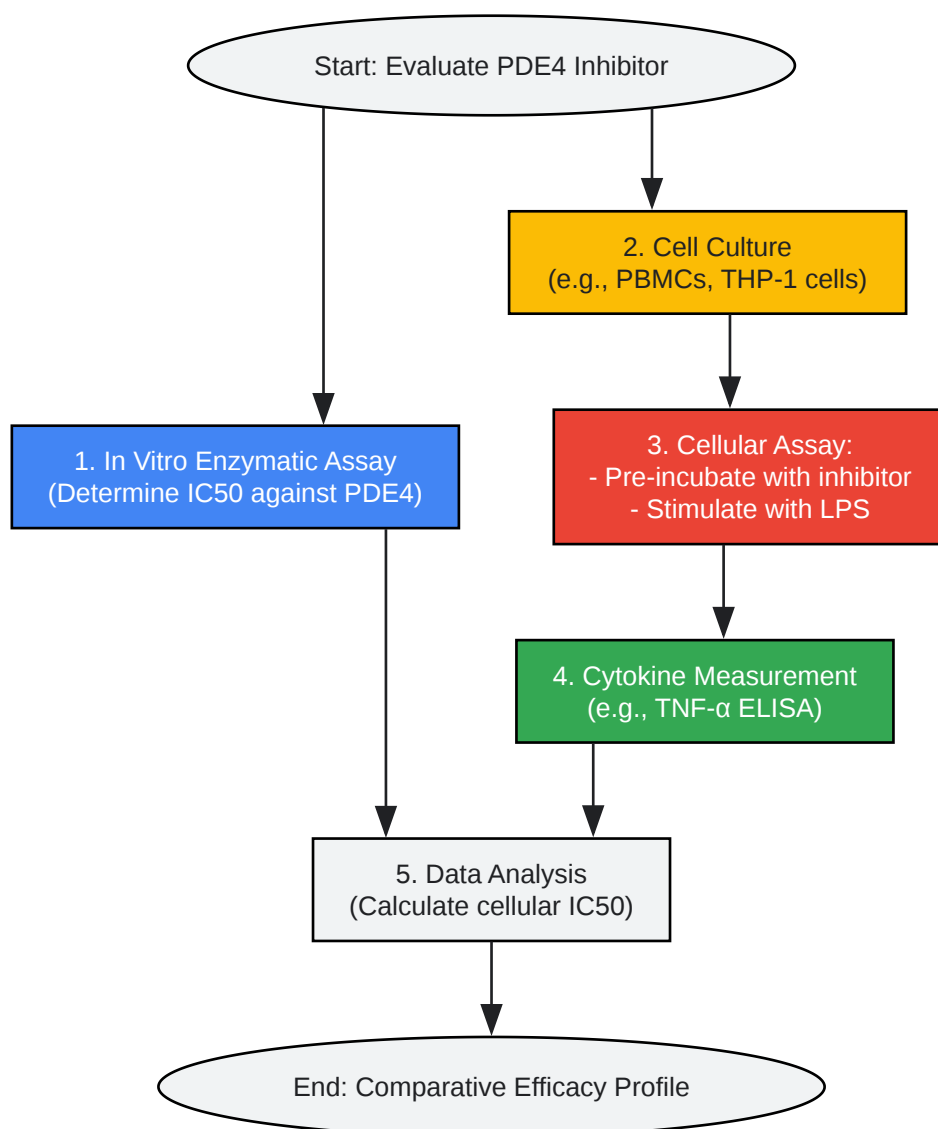 Start: Evaluate PDE4 Inhibitor
2. Cell Culture
(e.g., PBMCs, THP-1 cells)
1. In Vitro Enzymatic Assay
(Determine IC50 against PDE4)
3. Cellular Assay:
- Pre-incubate with inhibitor
- Stimulate with LPS
4. Cytokine Measurement
(e.g., TNF-α ELISA)
5. Data Analysis
(Calculate cellular IC50)
End: Comparative Efficacy Profile